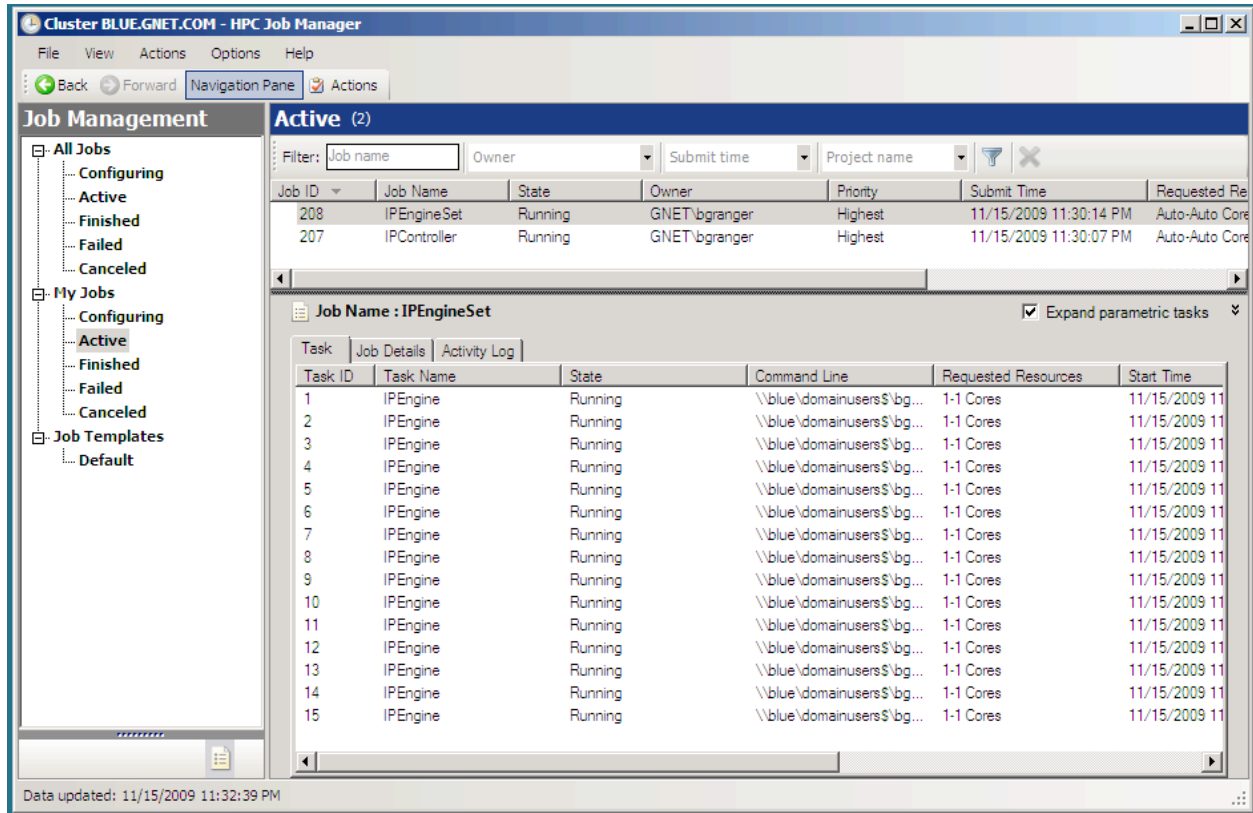 Cluster BLUE.GNET.COM - HPC Job Manager
File View Actions Options Help
Back Forward Navigation Pane Actions
Job Management
All Jobs
Configuring
Active
Finished
Failed
Canceled
My Jobs
Configuring
Active
Finished
Failed
Canceled
Job Templates
Default
Active (2)
Filter: Job name Owner Submit time Project name
Job ID Job Name State Owner Priority Submit Time Requested Re
208 IPEngineSet Running GNET\bgranger Highest 11/15/2009 11:30:14 PM Auto-Auto Core
207 IPController Running GNET\bgranger Highest 11/15/2009 11:30:07 PM Auto-Auto Core
Job Name : IPEngineSet Expand parametric tasks
Task Job Details Activity Log
Task ID Task Name State Command Line Requested Resources Start Time
1 IPEngine Running \\blue\domainusers$\bg... 1-1 Cores 11/15/2009 11
2 IPEngine Running \\blue\domainusers$\bg... 1-1 Cores 11/15/2009 11
3 IPEngine Running \\blue\domainusers$\bg... 1-1 Cores 11/15/2009 11
4 IPEngine Running \\blue\domainusers$\bg... 1-1 Cores 11/15/2009 11
5 IPEngine Running \\blue\domainusers$\bg... 1-1 Cores 11/15/2009 11
6 IPEngine Running \\blue\domainusers$\bg... 1-1 Cores 11/15/2009 11
7 IPEngine Running \\blue\domainusers$\bg... 1-1 Cores 11/15/2009 11
8 IPEngine Running \\blue\domainusers$\bg... 1-1 Cores 11/15/2009 11
9 IPEngine Running \\blue\domainusers$\bg... 1-1 Cores 11/15/2009 11
10 IPEngine Running \\blue\domainusers$\bg... 1-1 Cores 11/15/2009 11
11 IPEngine Running \\blue\domainusers$\bg... 1-1 Cores 11/15/2009 11
12 IPEngine Running \\blue\domainusers$\bg... 1-1 Cores 11/15/2009 11
13 IPEngine Running \\blue\domainusers$\bg... 1-1 Cores 11/15/2009 11
14 IPEngine Running \\blue\domainusers$\bg... 1-1 Cores 11/15/2009 11
15 IPEngine Running \\blue\domainusers$\bg... 1-1 Cores 11/15/2009 11
Data updated: 11/15/2009 11:32:39 PM